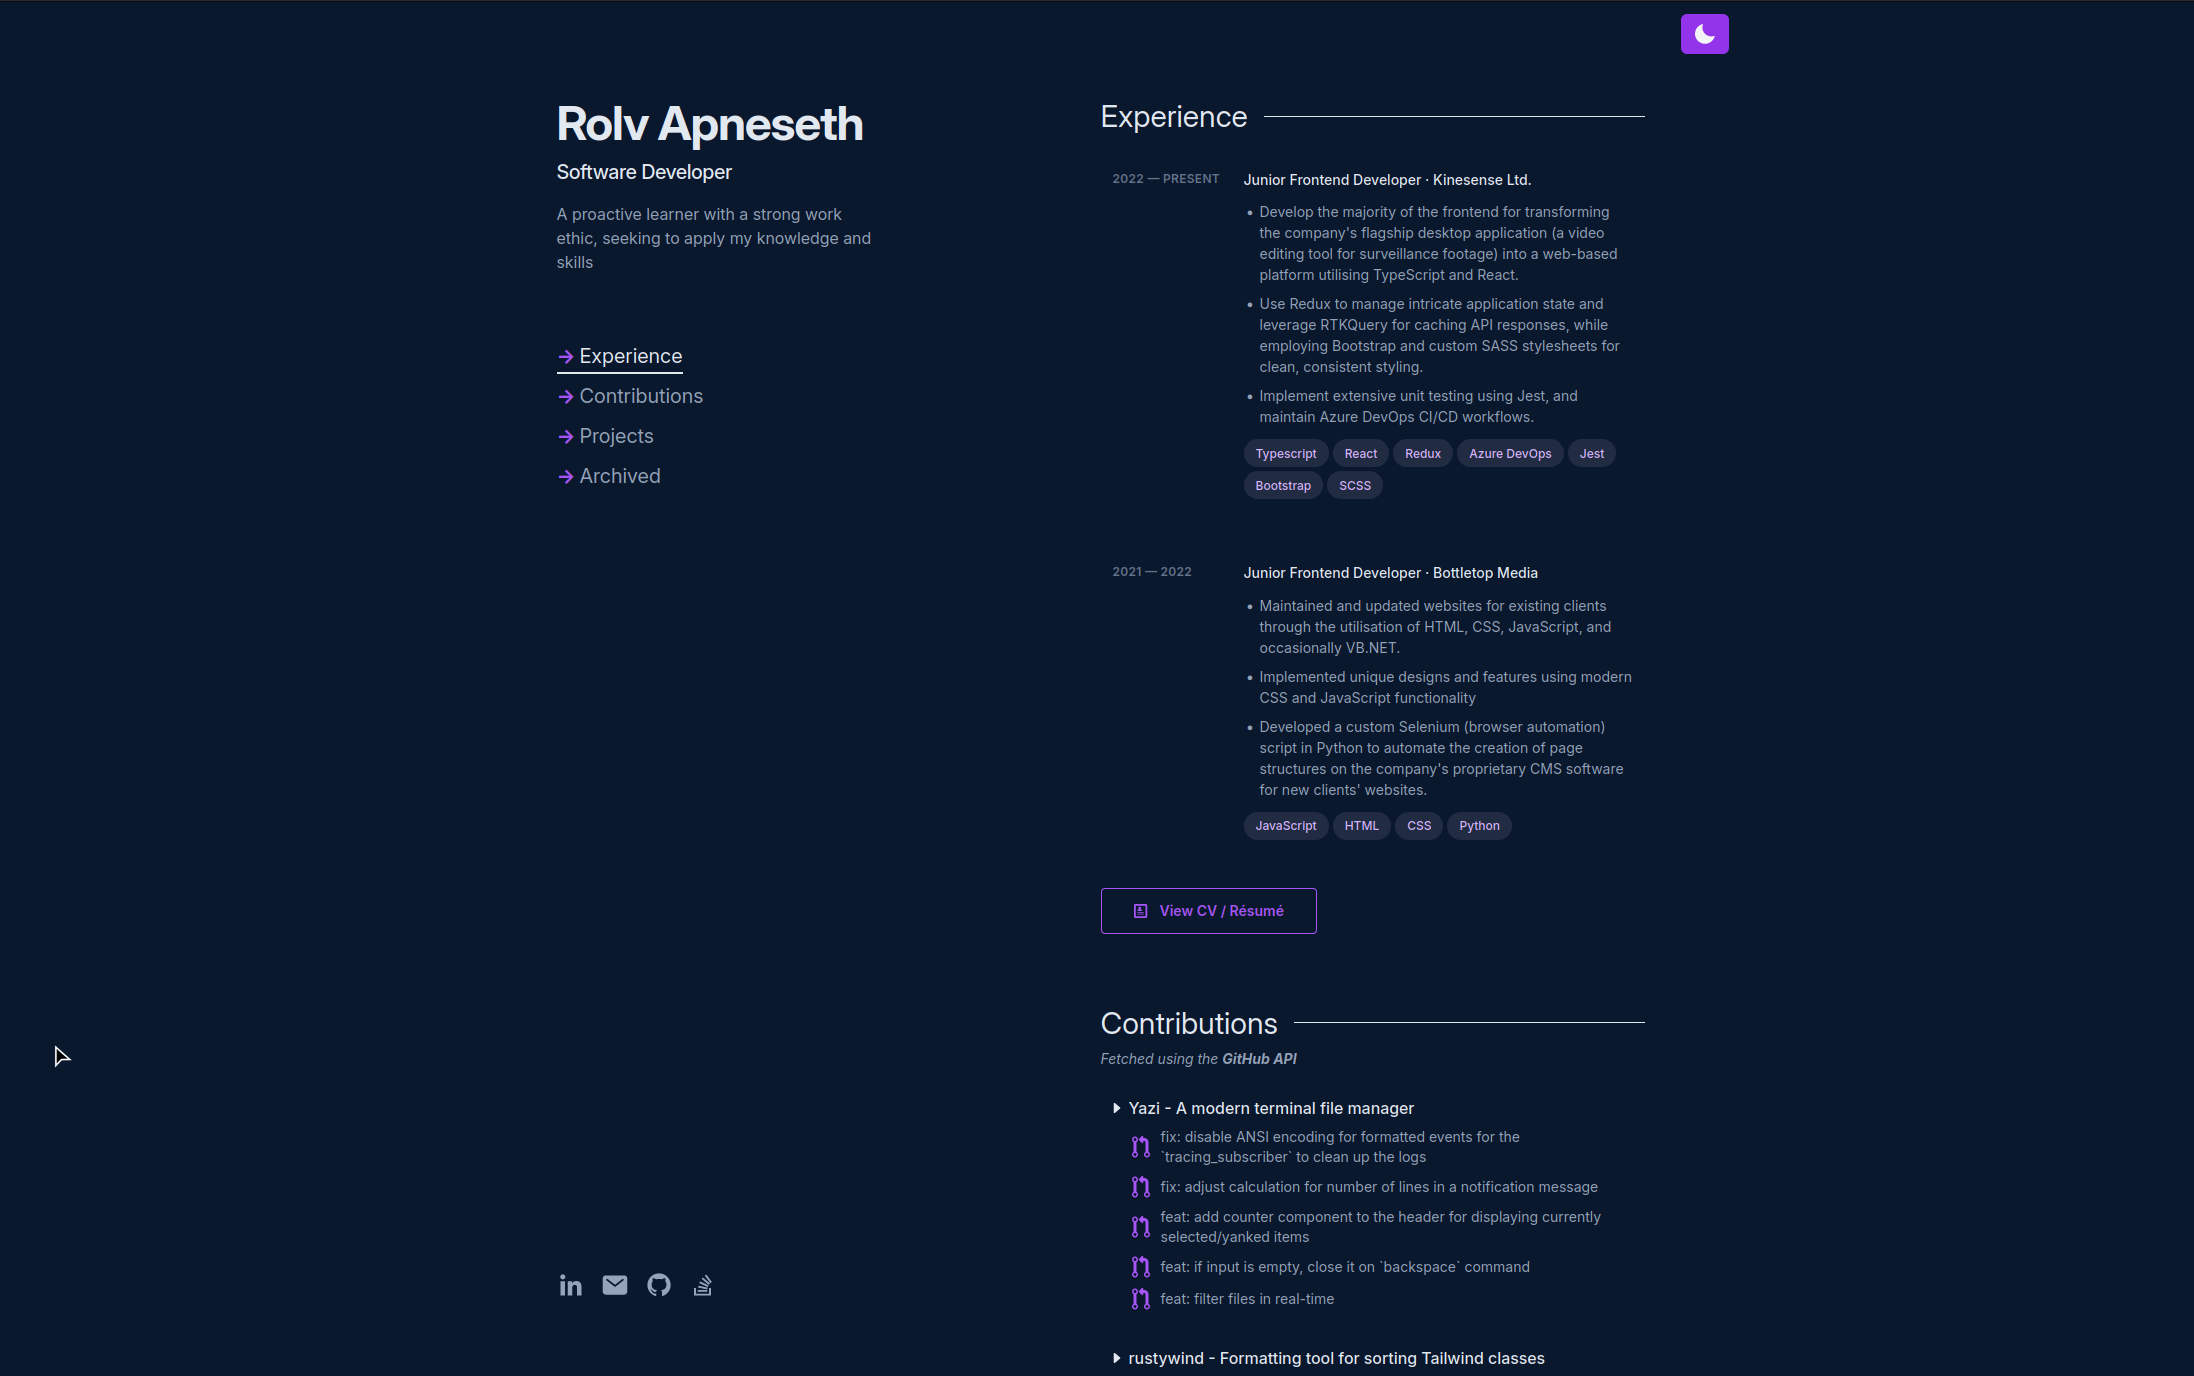 Rolv Apneseth
Software Developer
A proactive learner with a strong work
ethic, seeking to apply my knowledge and
skills
Experience
Contributions
Projects
Archived
Experience
2022 — PRESENT
Junior Frontend Developer · Kinesense Ltd.
• Develop the majority of the frontend for transforming
the company's flagship desktop application (a video
editing tool for surveillance footage) into a web-based
platform utilising TypeScript and React.
• Use Redux to manage intricate application state and
leverage RTKQuery for caching API responses, while
employing Bootstrap and custom SASS stylesheets for
clean, consistent styling.
• Implement extensive unit testing using Jest, and
maintain Azure DevOps CI/CD workflows.
Typescript React Redux Azure DevOps Jest
Bootstrap SCSS
2021 — 2022
Junior Frontend Developer · Bottletop Media
• Maintained and updated websites for existing clients
through the utilisation of HTML, CSS, JavaScript, and
occasionally VB.NET.
• Implemented unique designs and features using modern
CSS and JavaScript functionality
• Developed a custom Selenium (browser automation)
script in Python to automate the creation of page
structures on the company's proprietary CMS software
for new clients' websites.
JavaScript HTML CSS Python
View CV / Résumé
Contributions
Fetched using the GitHub API
Yazi - A modern terminal file manager
fix: disable ANSI encoding for formatted events for the
`tracing_subscriber` to clean up the logs
fix: adjust calculation for number of lines in a notification message
feat: add counter component to the header for displaying currently
selected/yanked items
feat: if input is empty, close it on `backspace` command
feat: filter files in real-time
rustywind - Formatting tool for sorting Tailwind classes